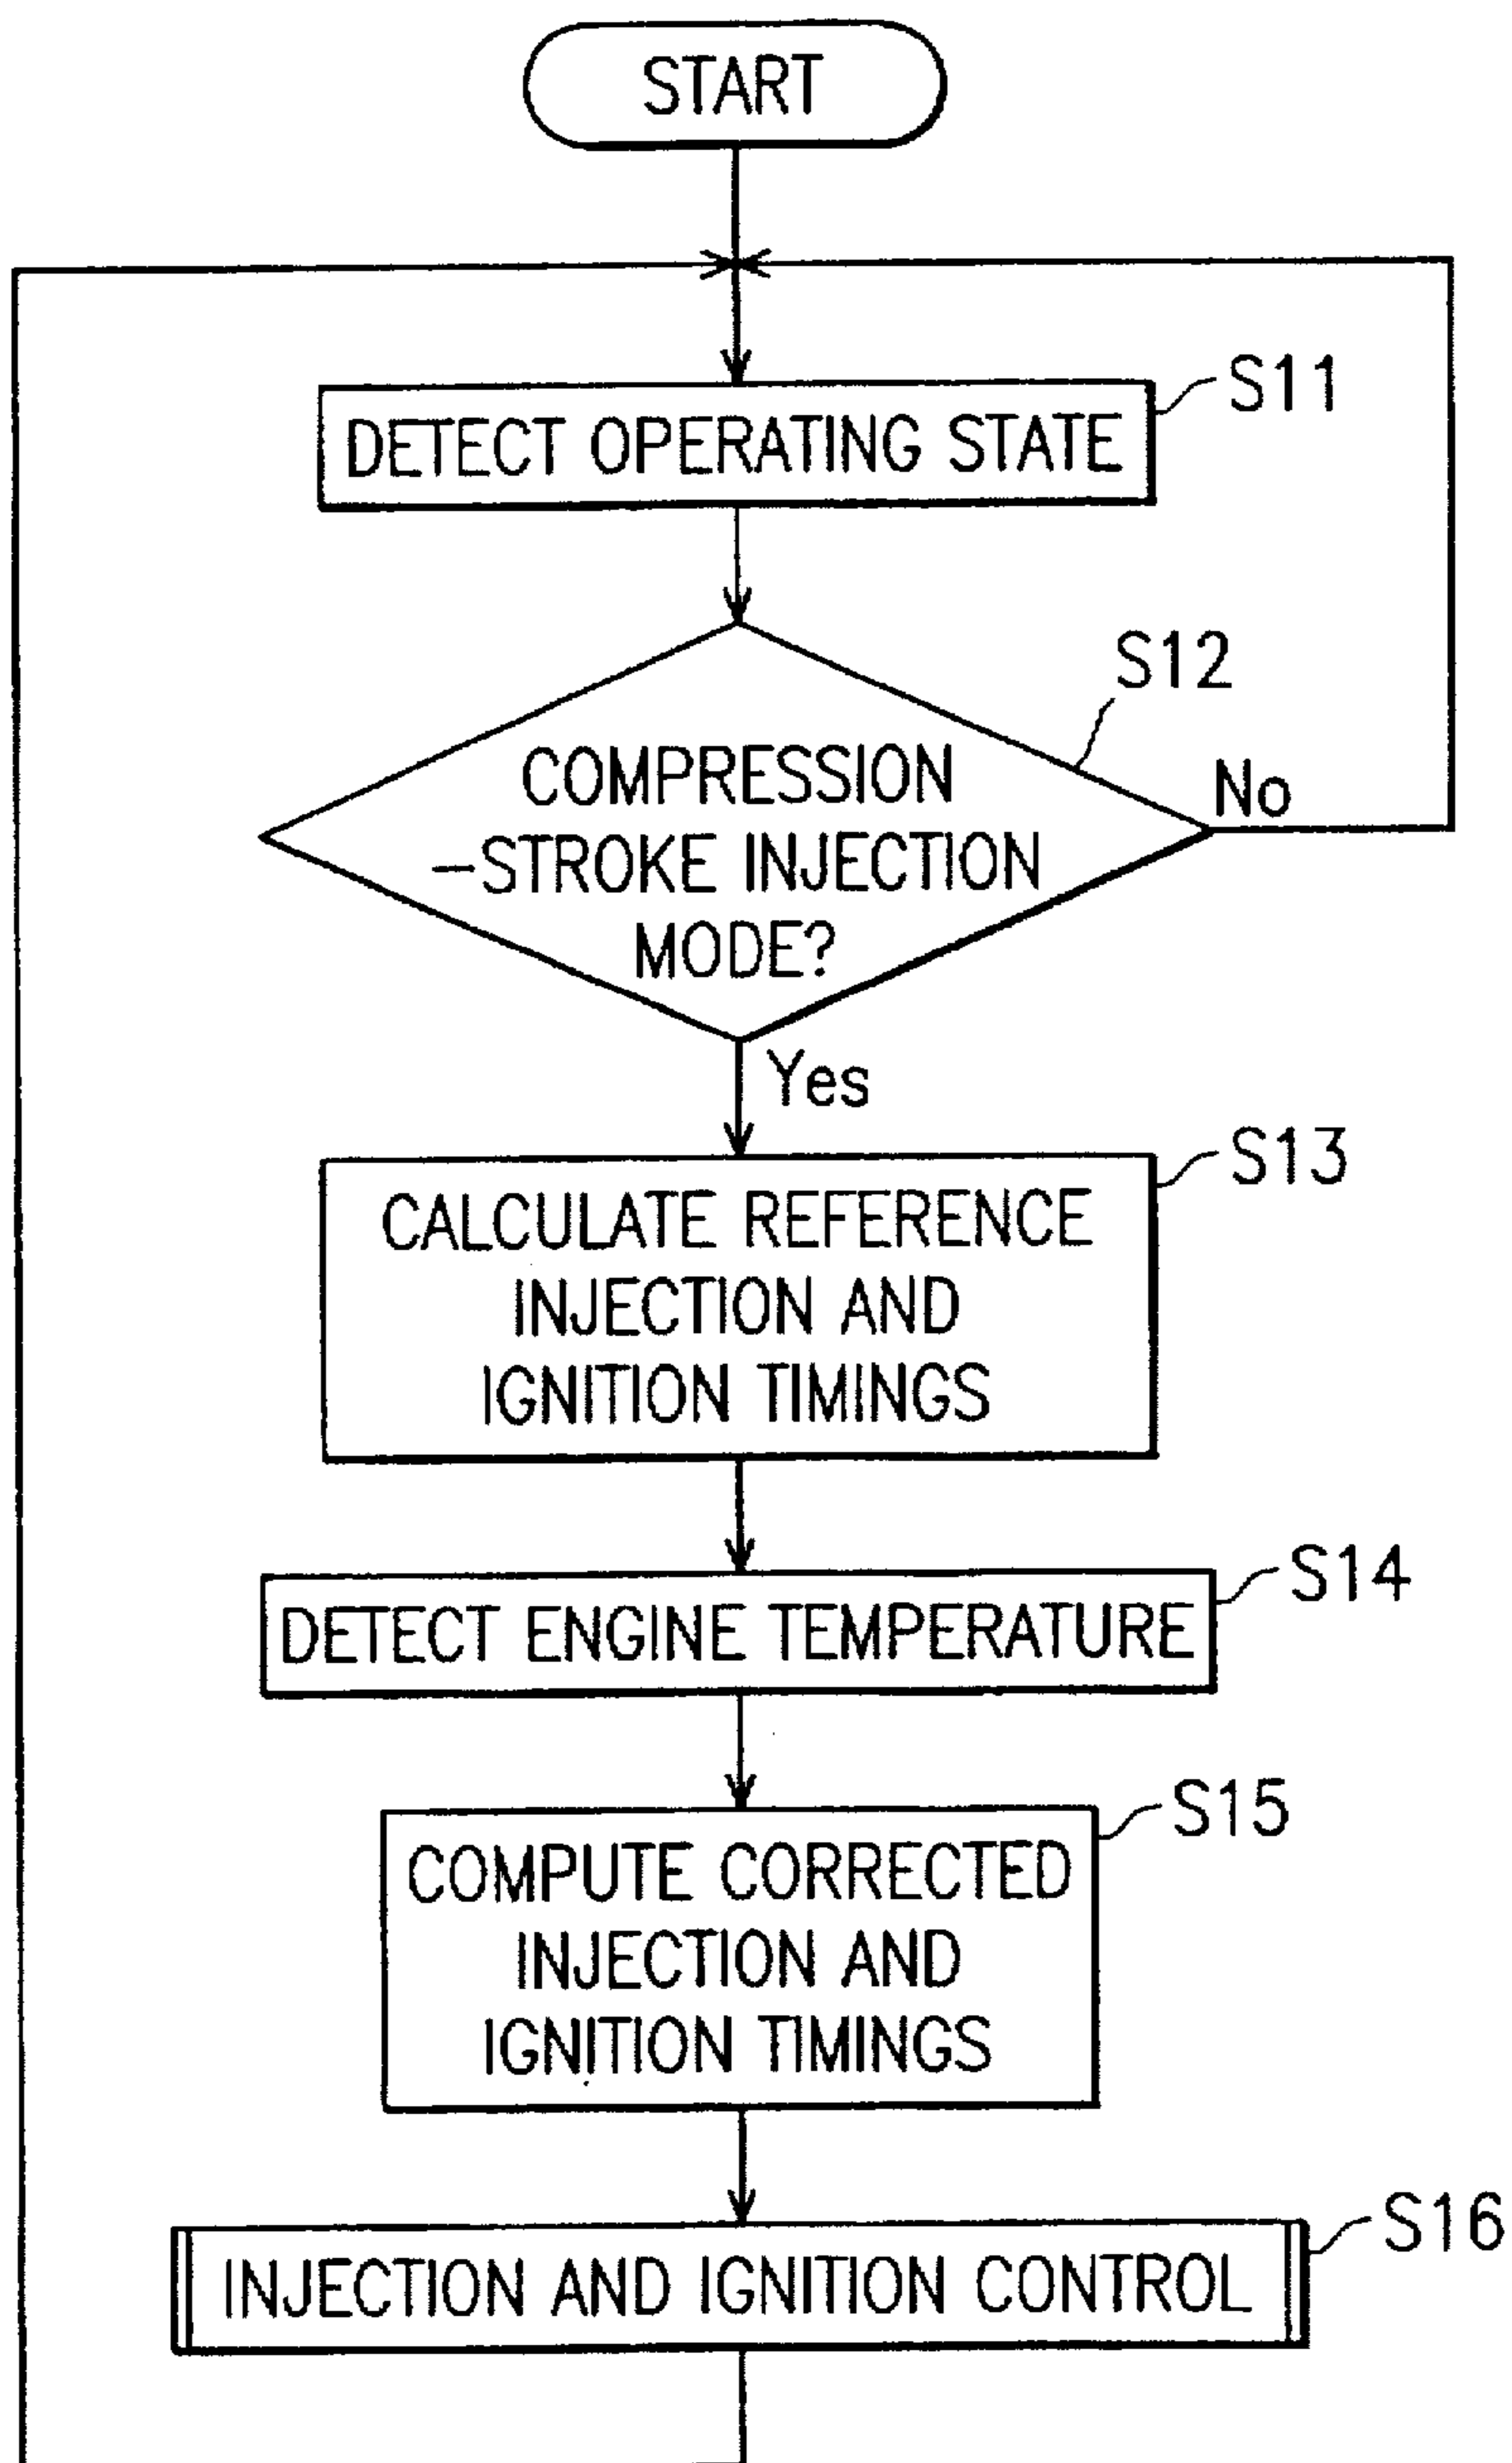 START
S11
DETECT OPERATING STATE
S12
COMPRESSION
-STROKE INJECTION
MODE?
No
Yes
S13
CALCULATE REFERENCE
INJECTION AND
IGNITION TIMINGS
S14
DETECT ENGINE TEMPERATURE
S15
COMPUTE CORRECTED
INJECTION AND
IGNITION TIMINGS
S16
INJECTION AND IGNITION CONTROL